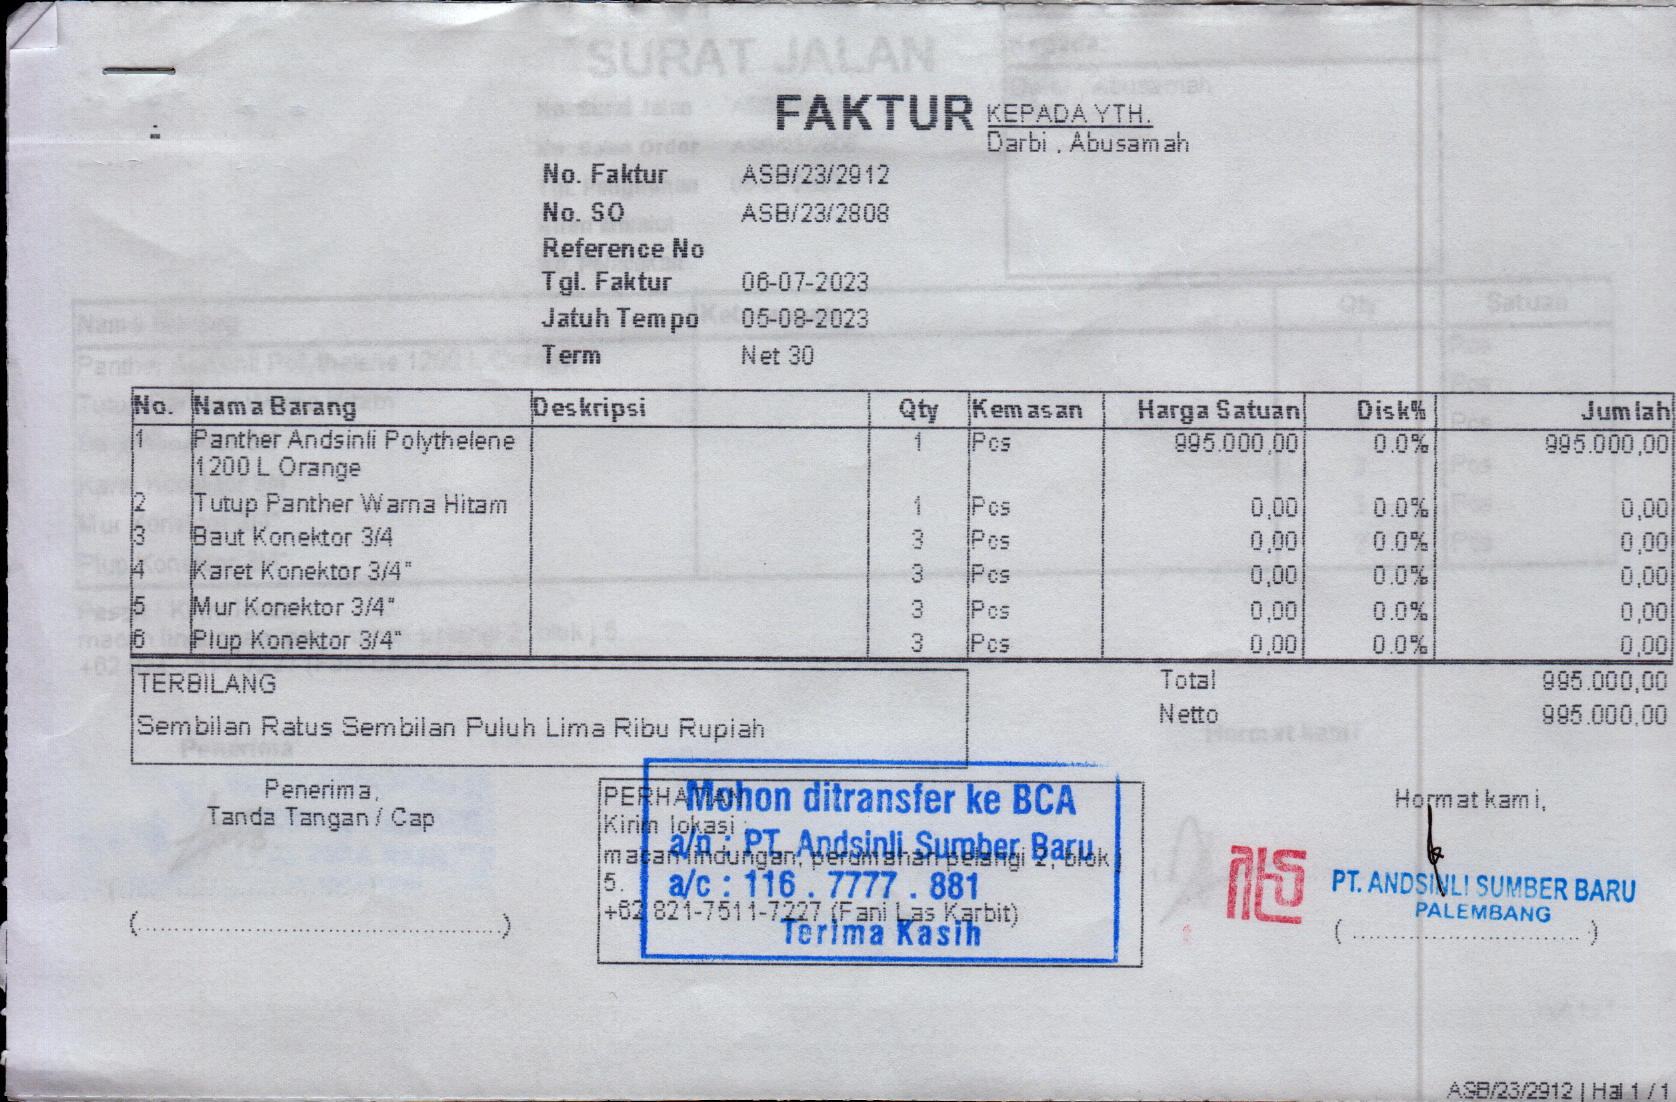 SURAT JALAN
FAKTUR
KEPADA YTH.
Darbi , Abusamah
No. Faktur ASB/23/2912
No. SO ASB/23/2808
Reference No
Tgl. Faktur 06-07-2023
Jatuh Tempo 05-08-2023
Term Net 30
No. Nama Barang Deskripsi Qty Kemasan Harga Satuan Disk% Jumlah
1 Panther Andsinli Polythelene 1 Pcs 995.000,00 0.0% 995.000,00
1200 L Orange
2 Tutup Panther Warna Hitam 1 Pcs 0,00 0.0% 0,00
3 Baut Konektor 3/4 3 Pcs 0,00 0.0% 0,00
4 Karet Konektor 3/4" 3 Pcs 0,00 0.0% 0,00
5 Mur Konektor 3/4" 3 Pcs 0,00 0.0% 0,00
6 Plup Konektor 3/4" 3 Pcs 0,00 0.0% 0,00
TERBILANG
Sembilan Ratus Sembilan Puluh Lima Ribu Rupiah
Total 995.000,00
Netto 995.000,00
Penerima,
Tanda Tangan / Cap
(..........................................)
PERHATIAN
Kirim lokasi :
macan lindungan, perumahan pelangi 2, blok j
5.
+62 821-7511-7227 (Fani Las Karbit)
Mohon ditransfer ke BCA
a/n : PT. Andsinli Sumber Baru
a/c : 116 . 7777 . 881
Terima Kasih
Hormat kami,
PT. ANDSINLI SUMBER BARU
PALEMBANG
( .............................. )
ASB/23/2912 | Hal 1 / 1